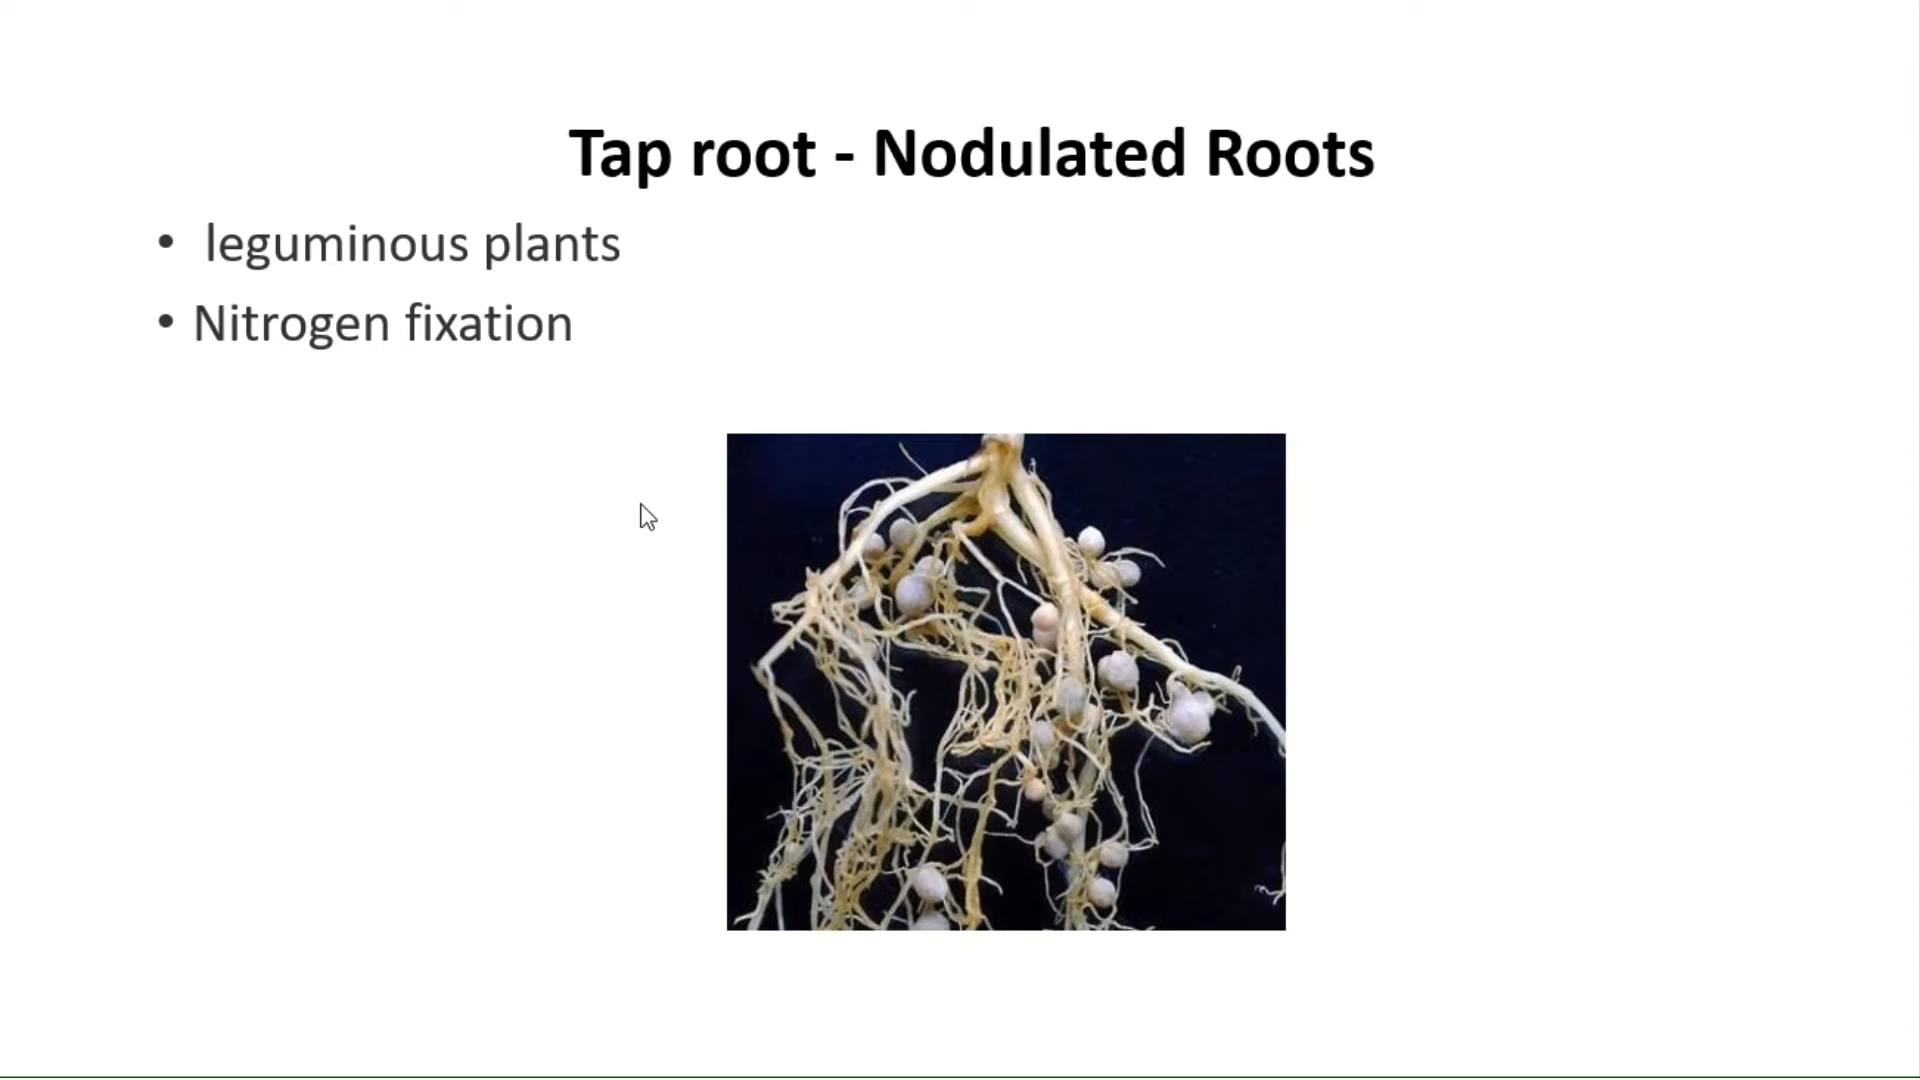 Tap root - Nodulated Roots
• leguminous plants
• Nitrogen fixation